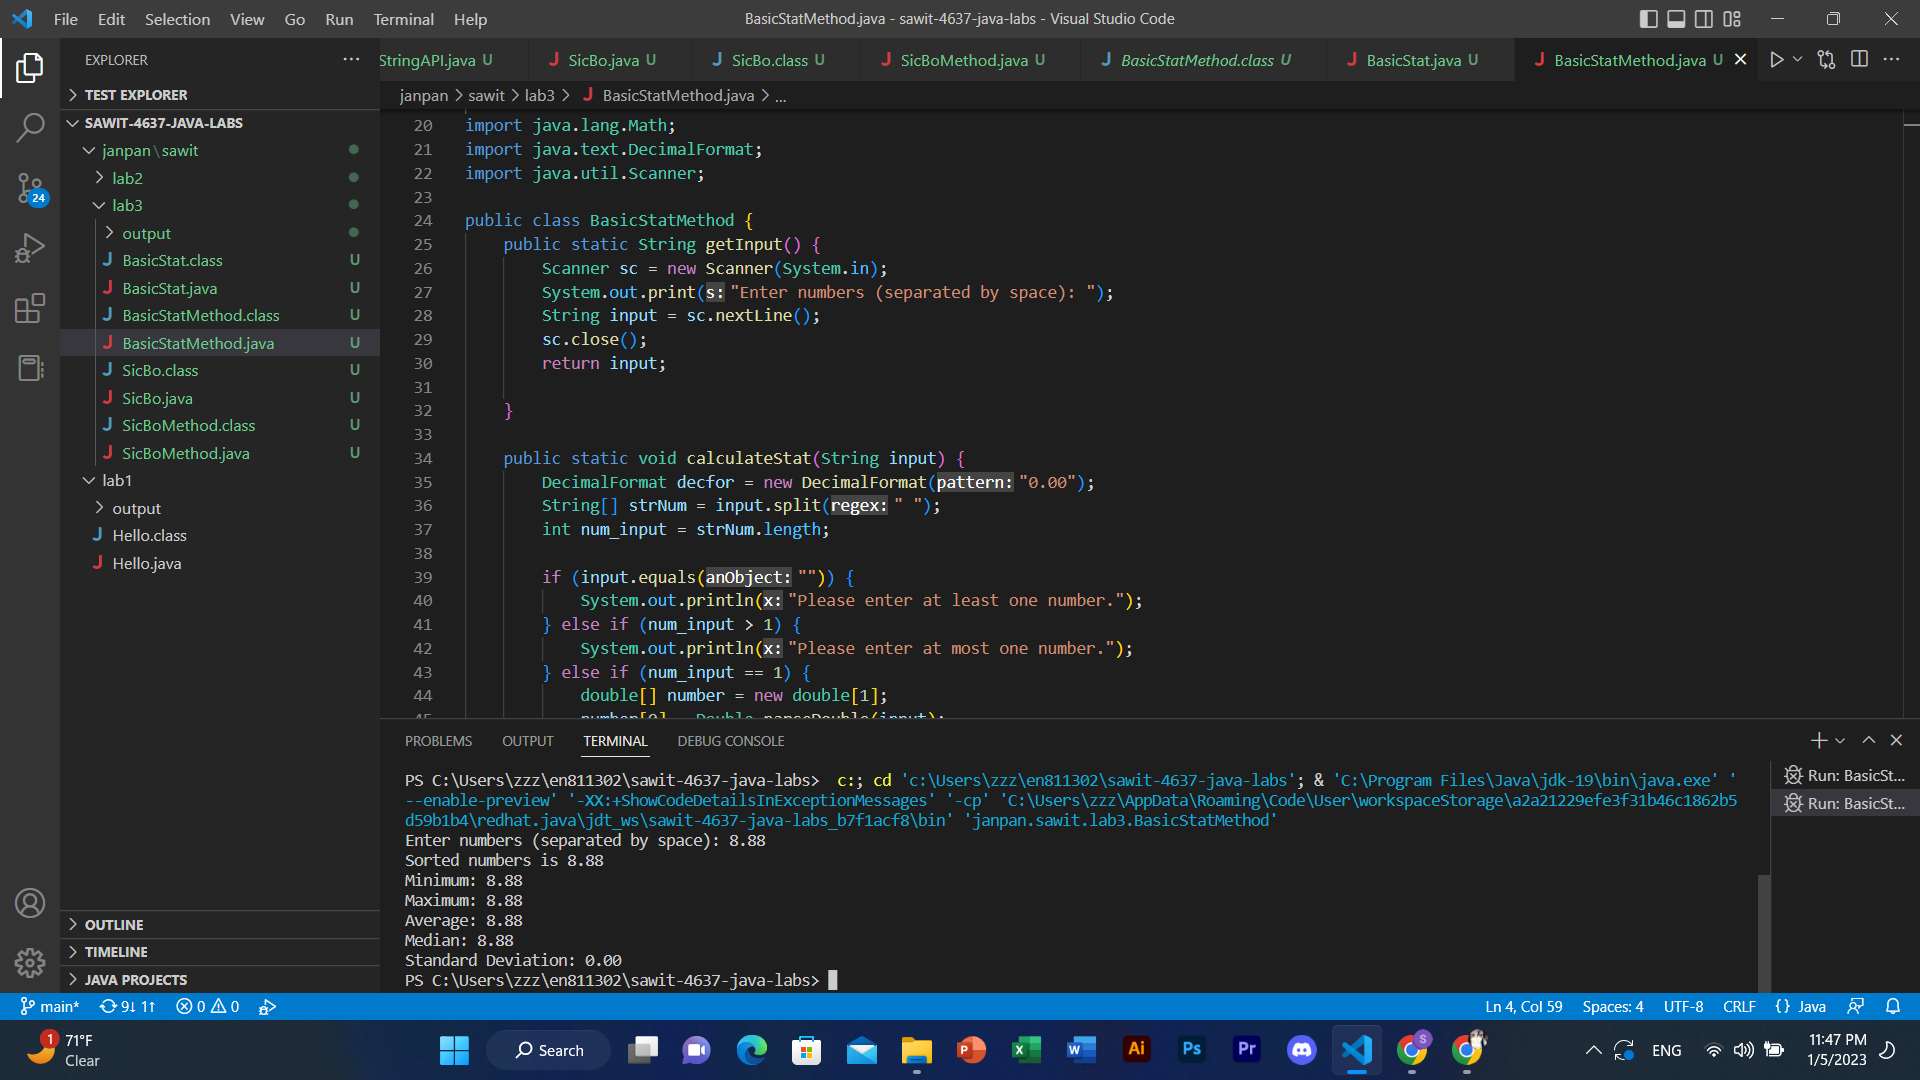 File Edit Selection View Go Run Terminal Help
BasicStatMethod.java - sawit-4637-java-labs - Visual Studio Code
EXPLORER
StringAPI.java U SicBo.java U SicBo.class U SicBoMethod.java U BasicStatMethod.class U BasicStat.java U BasicStatMethod.java U
TEST EXPLORER
janpan > sawit > lab3 > BasicStatMethod.java > ...
SAWIT-4637-JAVA-LABS
janpan\sawit
lab2
lab3
output
BasicStat.class U
BasicStat.java U
BasicStatMethod.class U
BasicStatMethod.java U
SicBo.class U
SicBo.java U
SicBoMethod.class U
SicBoMethod.java U
lab1
output
Hello.class
Hello.java
24
OUTLINE
TIMELINE
JAVA PROJECTS
20 import java.lang.Math;
21 import java.text.DecimalFormat;
22 import java.util.Scanner;
23
24 public class BasicStatMethod {
25 public static String getInput() {
26 Scanner sc = new Scanner(System.in);
27 System.out.print(s: "Enter numbers (separated by space): ");
28 String input = sc.nextLine();
29 sc.close();
30 return input;
31
32 }
33
34 public static void calculateStat(String input) {
35 DecimalFormat decfor = new DecimalFormat(pattern: "0.00");
36 String[] strNum = input.split(regex: " ");
37 int num_input = strNum.length;
38
39 if (input.equals(anObject: "")) {
40 System.out.println(x: "Please enter at least one number.");
41 } else if (num_input > 1) {
42 System.out.println(x: "Please enter at most one number.");
43 } else if (num_input == 1) {
44 double[] number = new double[1];
45 number[0] = Double.parseDouble(input);
PROBLEMS OUTPUT TERMINAL DEBUG CONSOLE
PS C:\Users\zzz\en811302\sawit-4637-java-labs> c:; cd 'c:\Users\zzz\en811302\sawit-4637-java-labs'; & 'C:\Program Files\Java\jdk-19\bin\java.exe' '
--enable-preview' '-XX:+ShowCodeDetailsInExceptionMessages' '-cp' 'C:\Users\zzz\AppData\Roaming\Code\User\workspaceStorage\a2a21229efe3f31b46c1862b5
d59b1b4\redhat.java\jdt_ws\sawit-4637-java-labs_b7f1acf8\bin' 'janpan.sawit.lab3.BasicStatMethod'
Enter numbers (separated by space): 8.88
Sorted numbers is 8.88
Minimum: 8.88
Maximum: 8.88
Average: 8.88
Median: 8.88
Standard Deviation: 0.00
PS C:\Users\zzz\en811302\sawit-4637-java-labs>
Run: BasicSt...
Run: BasicSt...
main* 9↓ 1↑ 0 0
Ln 4, Col 59 Spaces: 4 UTF-8 CRLF {} Java
1
71°F
Clear
Search
P X W Ai Ps Pr S
ENG
11:47 PM
1/5/2023